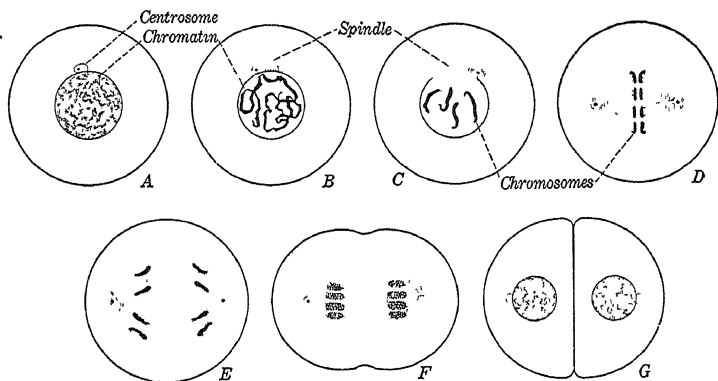 Centrosome
Chromatin
Spindle
Chromosomes
A
B
C
D
E
F
G